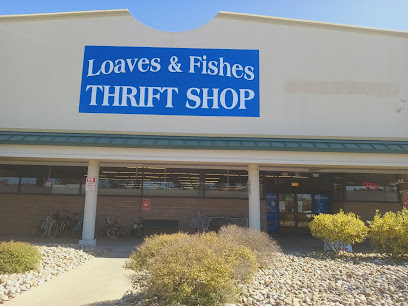 Loaves & Fishes
THRIFT SHOP